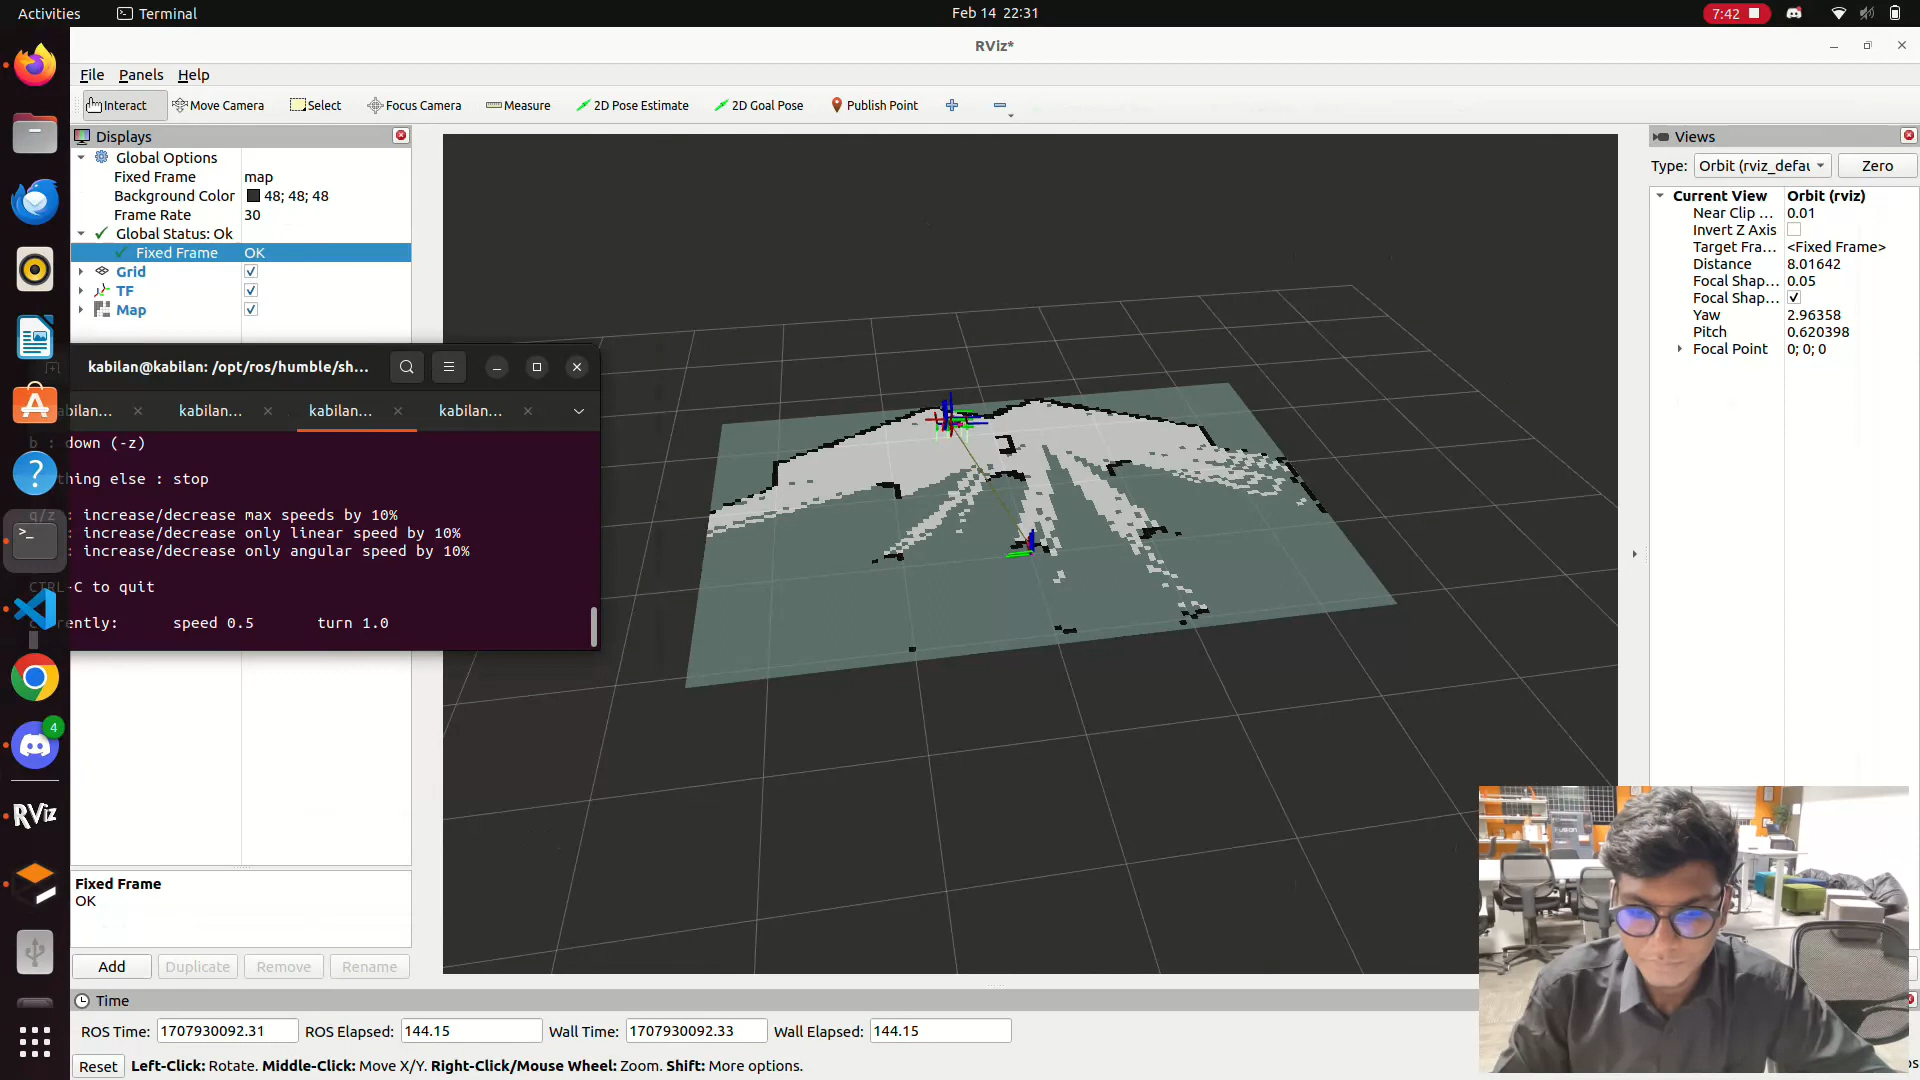 Activities
Terminal
Feb 14 22:31
7:42
RViz*
File Panels Help
Interact
Move Camera
Select
Focus Camera
Measure
2D Pose Estimate
2D Goal Pose
Publish Point
Displays
Global Options
Fixed Frame map
Background Color 48; 48; 48
Frame Rate 30
Global Status: Ok
Fixed Frame OK
Grid
TF
Map
kabilan@kabilan: /opt/ros/humble/sh...
bilan...
kabilan...
kabilan...
kabilan...
b : down (-z)
thing else : stop
q/z : increase/decrease max speeds by 10%
: increase/decrease only linear speed by 10%
: increase/decrease only angular speed by 10%
CTRL-C to quit
rently: speed 0.5 turn 1.0
4
RViz
Fixed Frame
OK
Add
Duplicate
Remove
Rename
Time
ROS Time: 1707930092.31 ROS Elapsed: 144.15 Wall Time: 1707930092.33 Wall Elapsed: 144.15
Reset Left-Click: Rotate. Middle-Click: Move X/Y. Right-Click/Mouse Wheel: Zoom. Shift: More options.
Views
Type: Orbit (rviz_defau Zero
Current View Orbit (rviz)
Near Clip ... 0.01
Invert Z Axis
Target Fra... <Fixed Frame>
Distance 8.01642
Focal Shap... 0.05
Focal Shap...
Yaw 2.96358
Pitch 0.620398
Focal Point 0; 0; 0